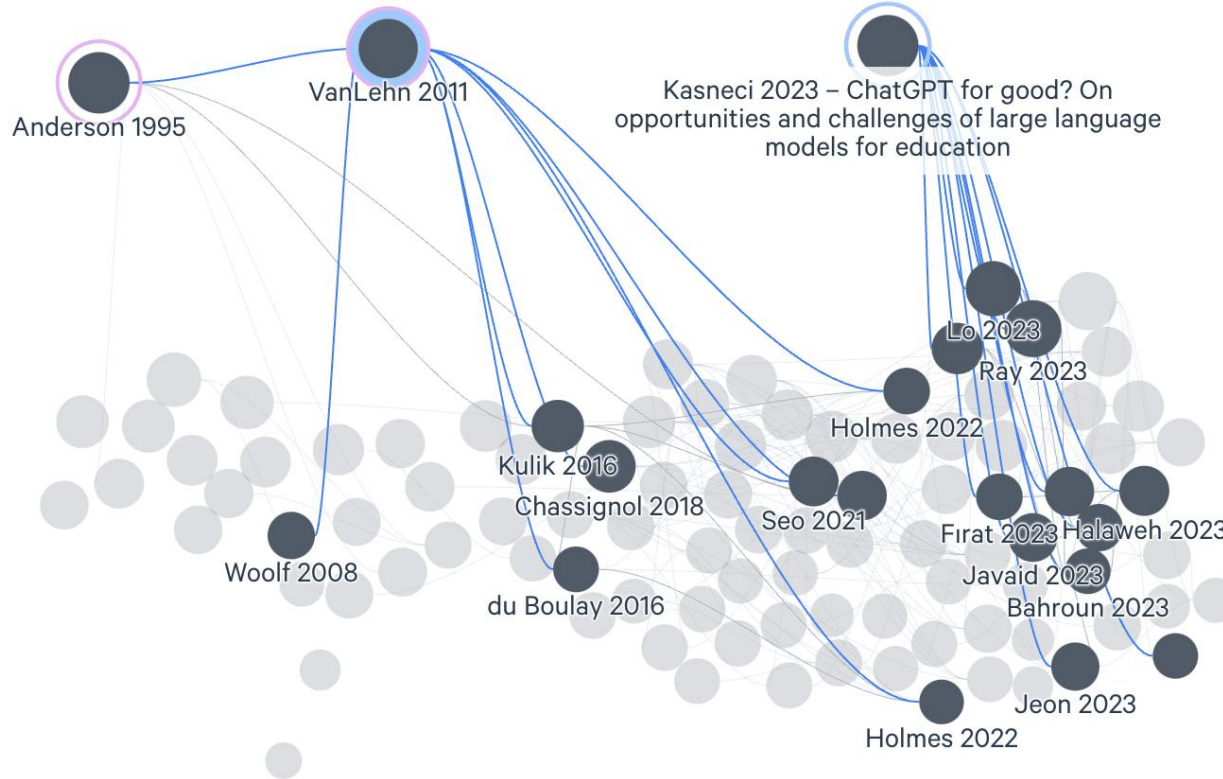 VanLehn 2011
Anderson 1995
Kasneci 2023 – ChatGPT for good? On
opportunities and challenges of large language
models for education
Lo 2023
Ray 2023
Holmes 2022
Kulik 2016
Chassignol 2018
Seo 2021
Fırat 2023
Halaweh 2023
Woolf 2008
Javaid 2023
du Boulay 2016
Bahroun 2023
Jeon 2023
Holmes 2022